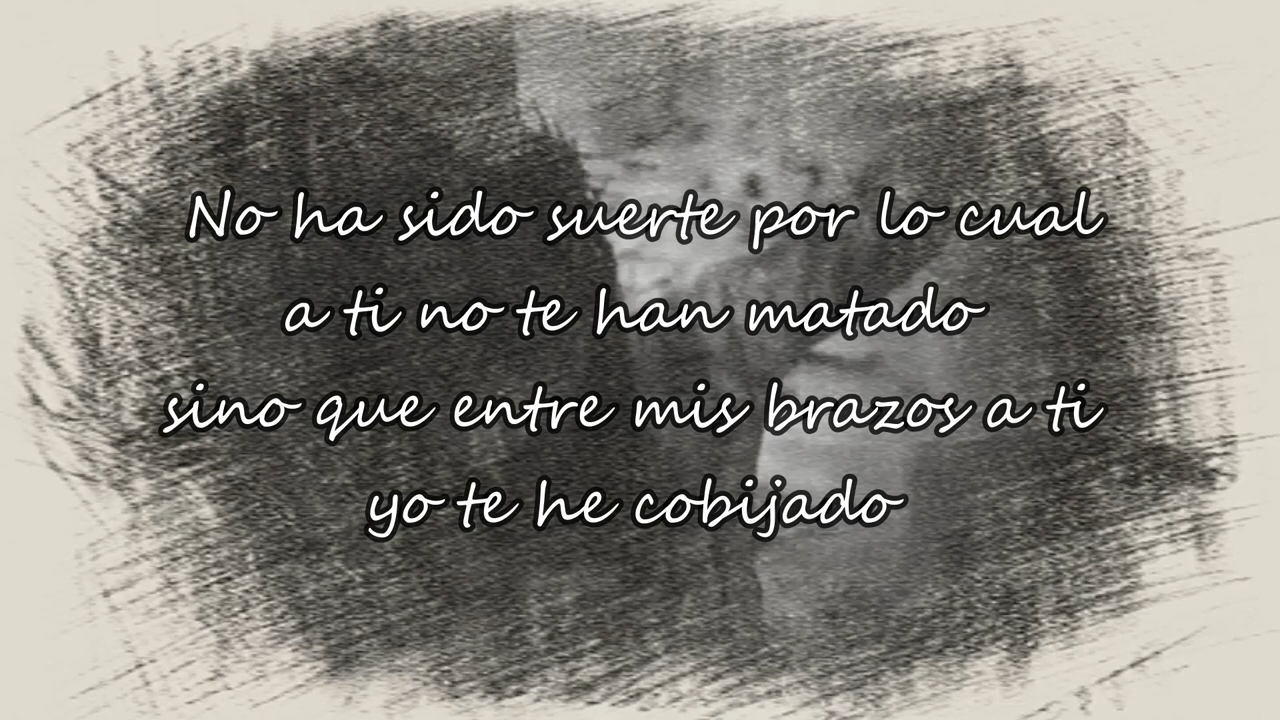 No ha sido suerte por lo cual
a ti no te han matado
sino que entre mis brazos a ti
yo te he cobijado